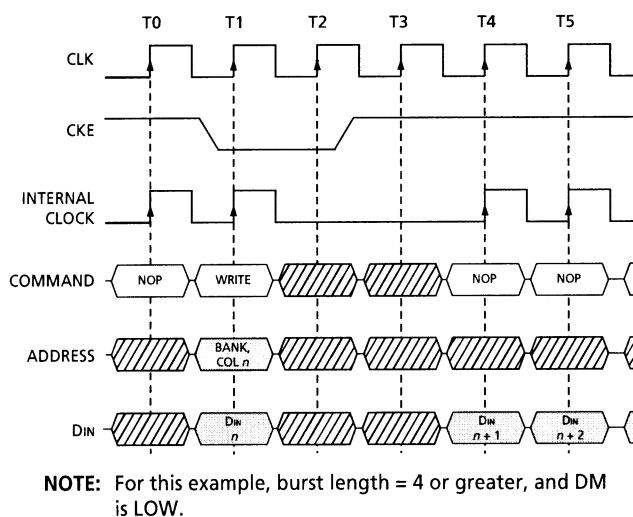 T0 T1 T2 T3 T4 T5
CLK
CKE
INTERNAL
CLOCK
COMMAND NOP WRITE NOP NOP
ADDRESS BANK,
COL n
DIN DIN
n DIN
n + 1 DIN
n + 2
NOTE: For this example, burst length = 4 or greater, and DM
is LOW.